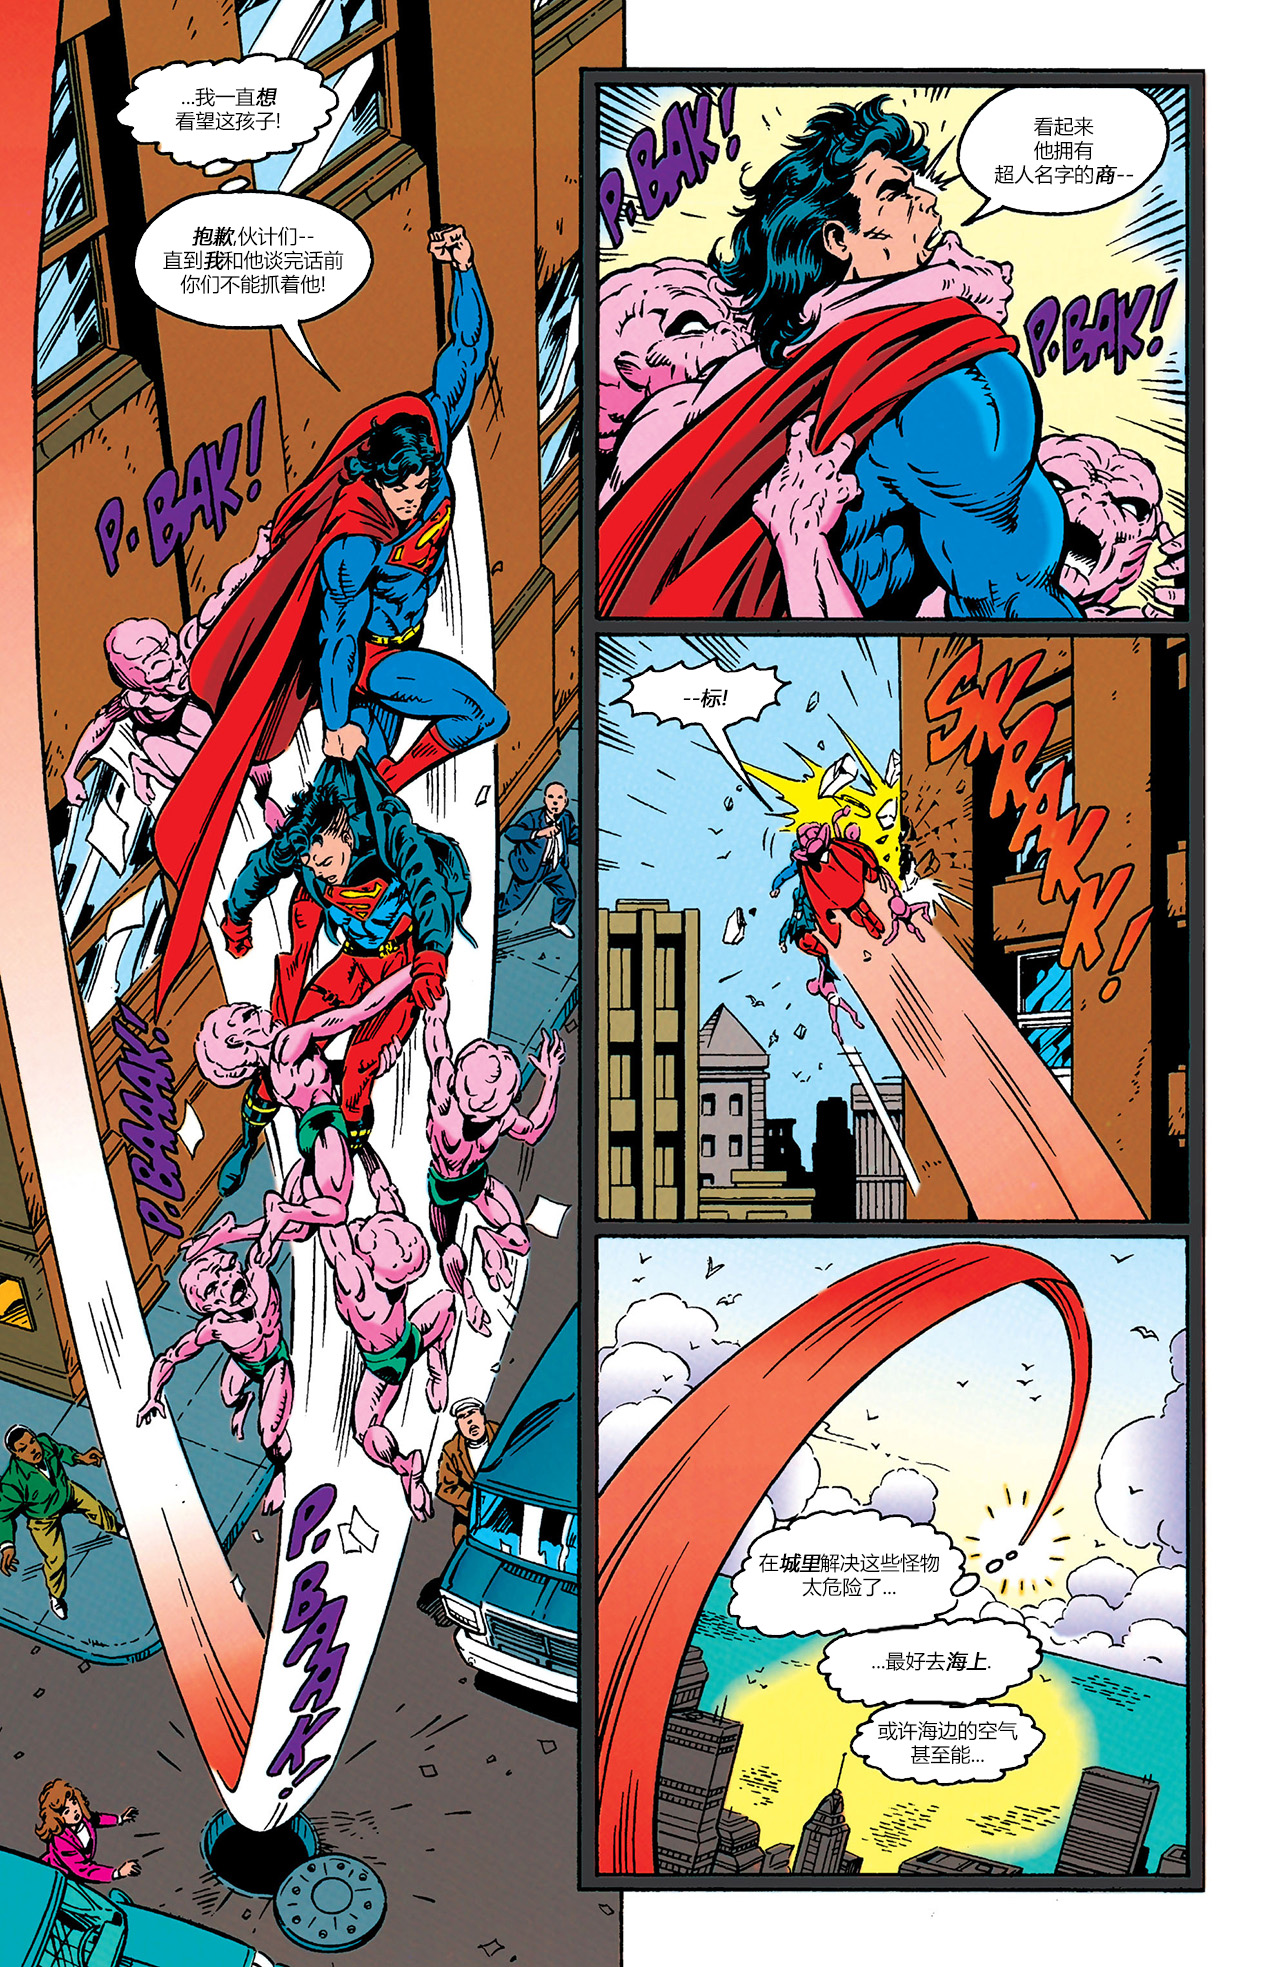 ...我一直想
看望这孩子!
抱歉,伙计们--
直到我和他谈完话前
你们不能抓着他!
P.BAK!
P.BAAAK!
P.BAAAK!
P.BAK!
看起来
他拥有
超人名字的商--
P.BAK!
--标!
SKRAKK!
在城里解决这些怪物
太危险了...
...最好去海上.
或许海边的空气
甚至能...